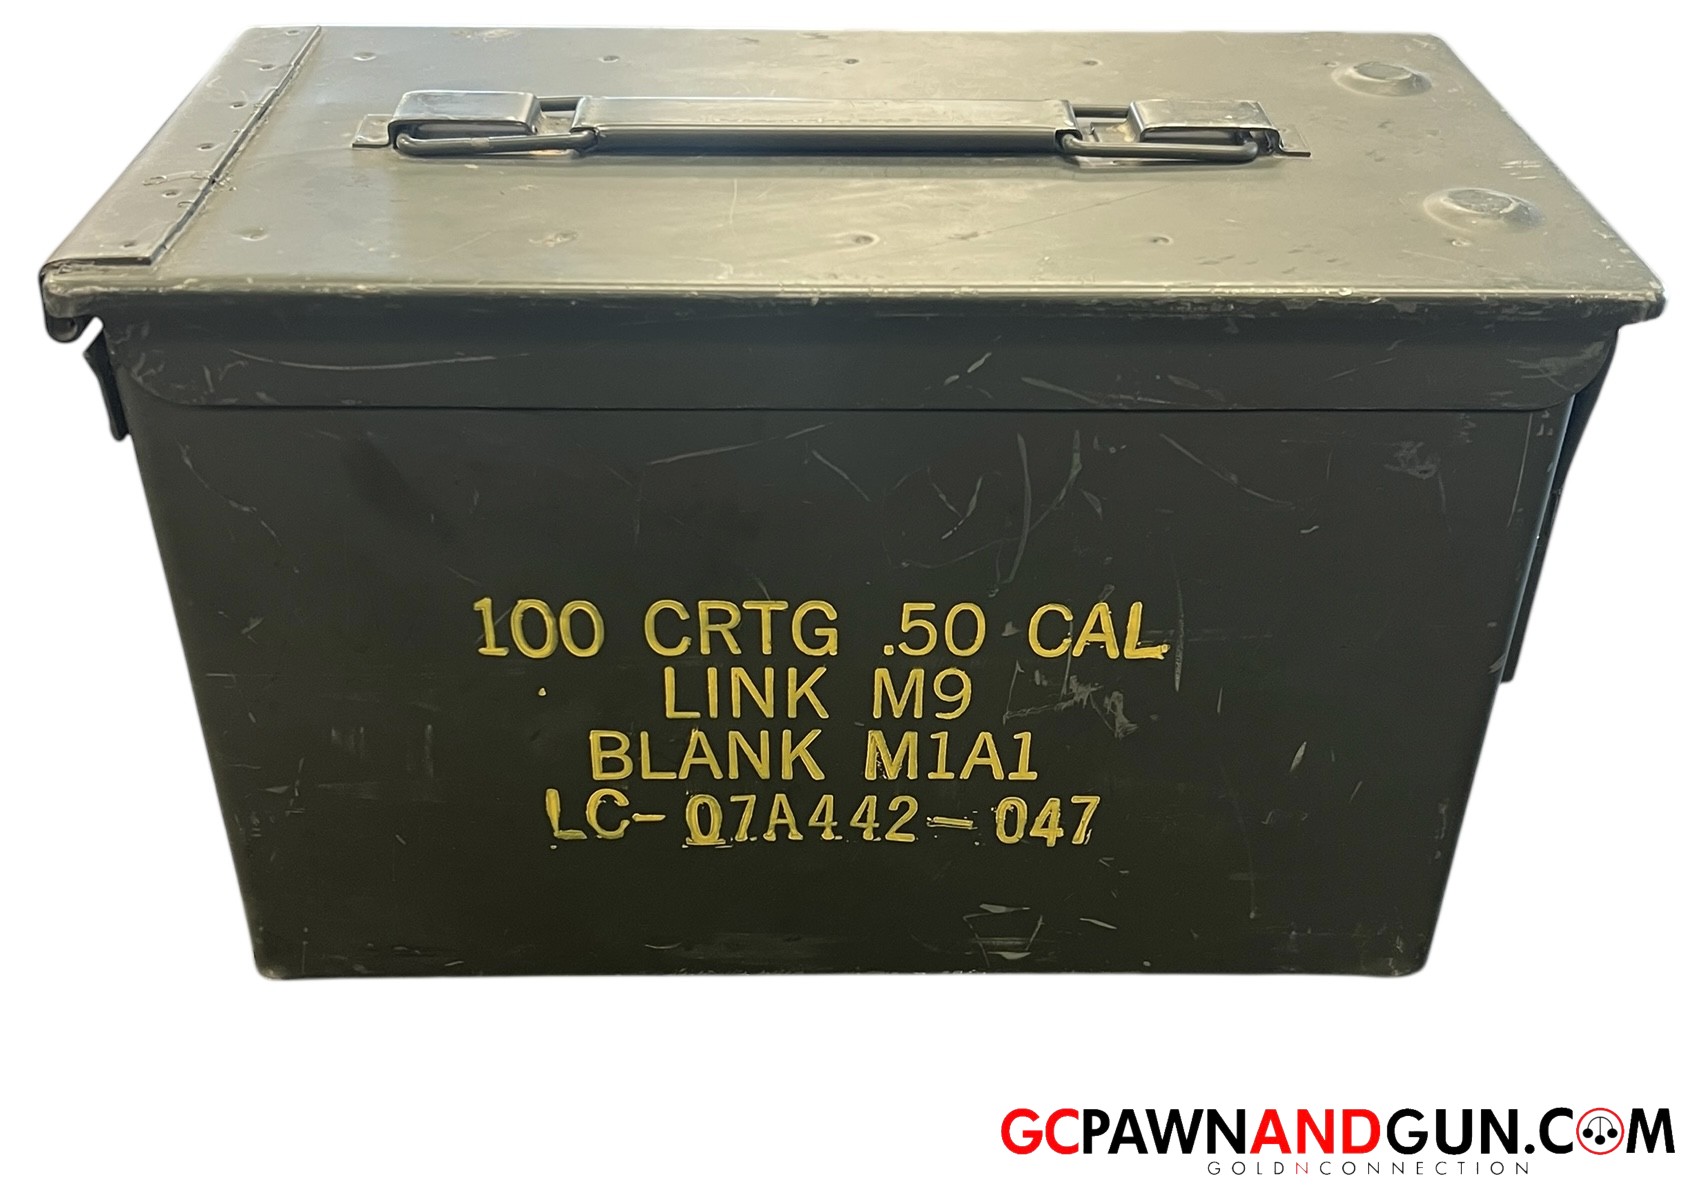 100 CRTG .50 CAL
LINK M9
BLANK M1A1
LC-07A442-047
GCPAWNANDGUN.COM
GOLDNCONNECTION